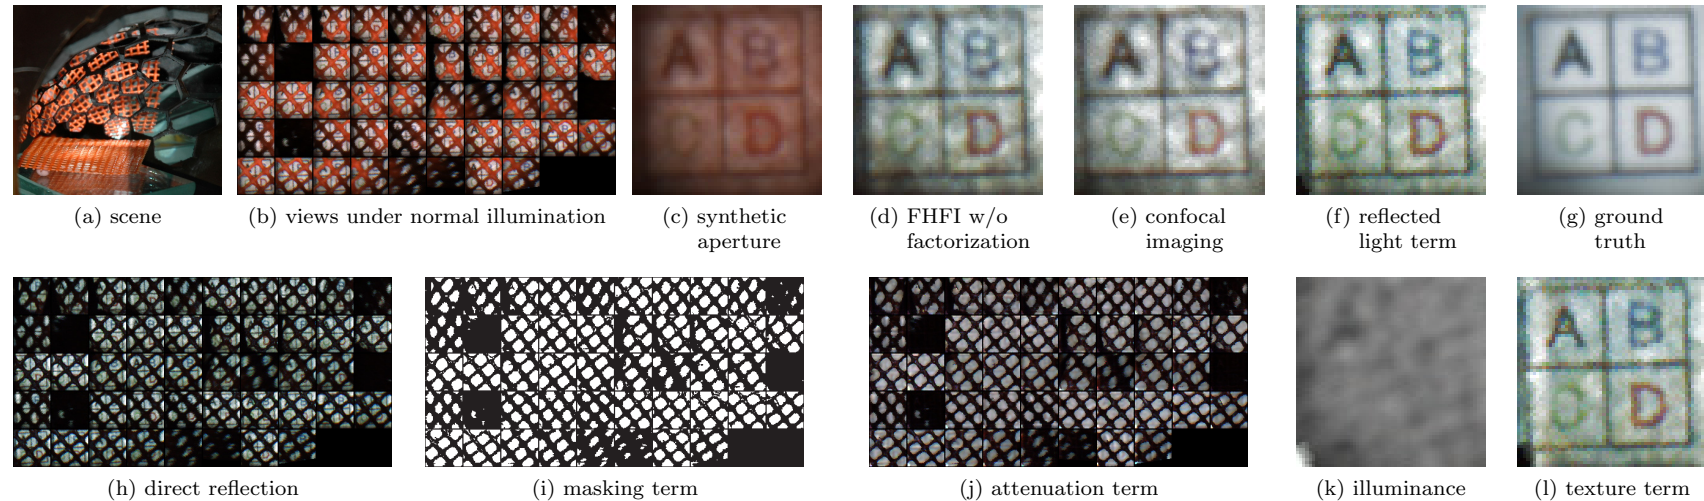 A B
C D
A B
C D
A B
C D
A B
C D
A B
C D
(a) scene
(b) views under normal illumination
(c) synthetic
aperture
(d) FHFI w/o
factorization
(e) confocal
imaging
(f) reflected
light term
(g) ground
truth
A B
C D
(h) direct reflection
(i) masking term
(j) attenuation term
(k) illuminance
(l) texture term